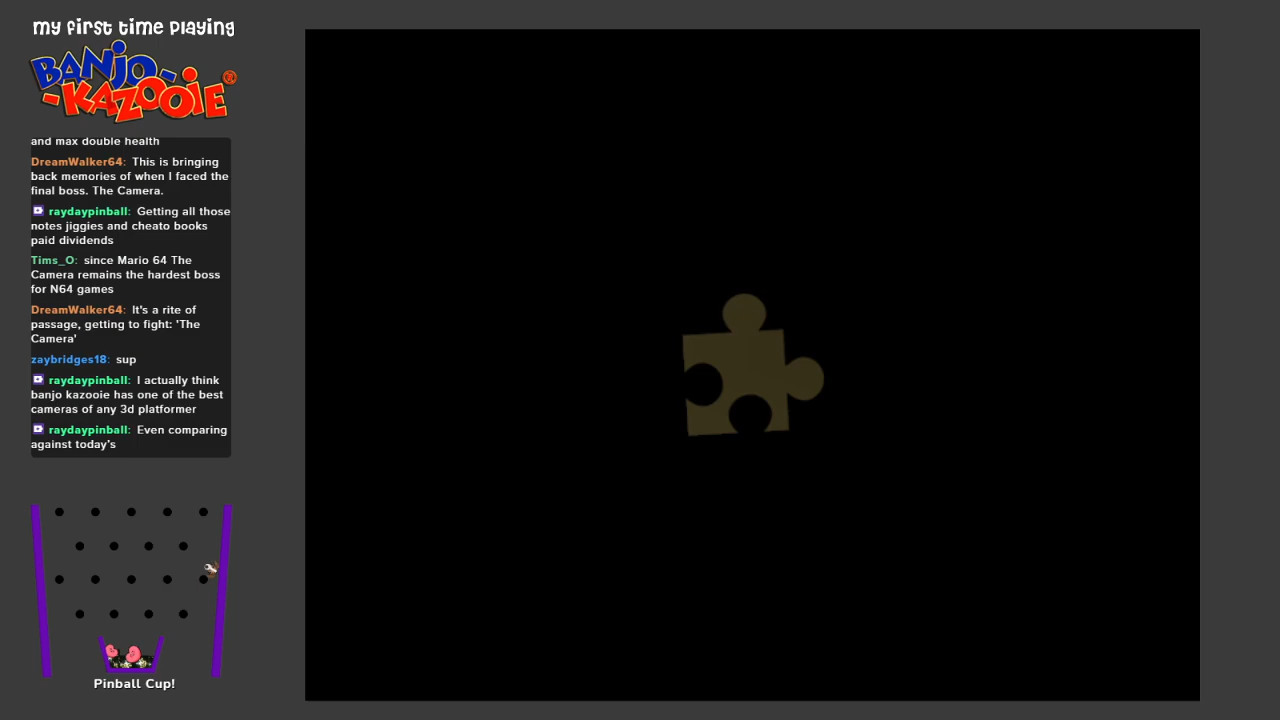 my first time playing
BANJO-
-KAZOOIE
and max double health
DreamWalker64: This is bringing
back memories of when I faced the
final boss. The Camera.
raydaypinball: Getting all those
notes jiggies and cheato books
paid dividends
Tims_O: since Mario 64 The
Camera remains the hardest boss
for N64 games
DreamWalker64: It's a rite of
passage, getting to fight: 'The
Camera'
zaybridges18: sup
raydaypinball: I actually think
banjo kazooie has one of the best
cameras of any 3d platformer
raydaypinball: Even comparing
against today's
Pinball Cup!